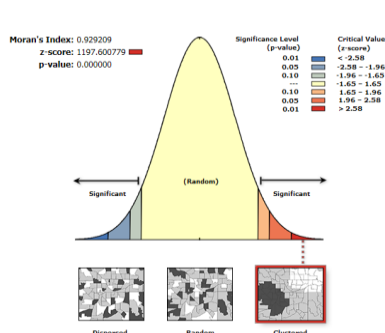 Moran's Index: 0.929209
z-score: 1197.600779
p-value: 0.000000
Significance Level
(p-value)
Critical Value
(z-score)
0.01 < -2.58
0.05 -2.58 - -1.96
0.10 -1.96 - -1.65
--- -1.65 - 1.65
0.10 1.65 - 1.96
0.05 1.96 - 2.58
0.01 > 2.58
Significant
(Random)
Significant
Dispersed
Random
Clustered